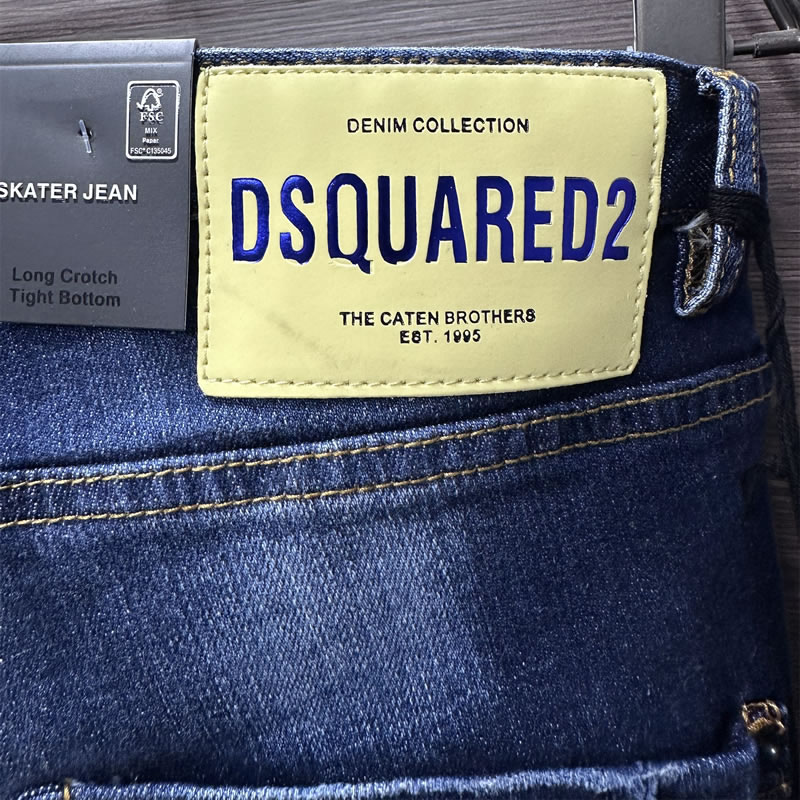 FSC
MIX
Paper
FSC® C135045
SKATER JEAN
Long Crotch
Tight Bottom
DENIM COLLECTION
DSQUARED2
THE CATEN BROTHERS
EST. 1995